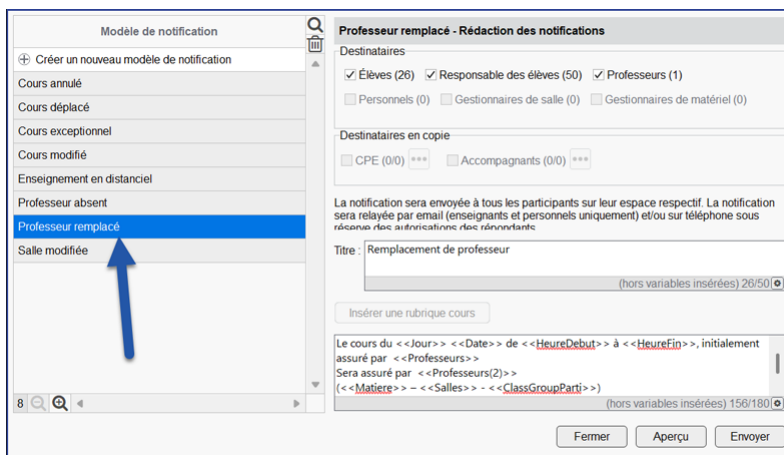 Modèle de notification
Créer un nouveau modèle de notification
Cours annulé
Cours déplacé
Cours exceptionnel
Cours modifié
Enseignement en distanciel
Professeur absent
Professeur remplacé
Salle modifiée
8
Professeur remplacé - Rédaction des notifications
Destinataires
Élèves (26) Responsable des élèves (50) Professeurs (1)
Personnels (0) Gestionnaires de salle (0) Gestionnaires de matériel (0)
Destinataires en copie
CPE (0/0) ••• Accompagnants (0/0) •••
La notification sera envoyée à tous les participants sur leur espace respectif. La notification
sera relayée par email (enseignants et personnels uniquement) et/ou sur téléphone sous
réserve des autorisations des répondants
Titre : Remplacement de professeur
(hors variables insérées) 26/50
Insérer une rubrique cours
Le cours du <<Jour>> <<Date>> de <<HeureDebut>> à <<HeureFin>>, initialement
assuré par <<Professeurs>>
Sera assuré par <<Professeurs(2)>>
(<<Matiere>> – <<Salles>> - <<ClassGroupParti>>)
(hors variables insérées) 156/180
Fermer Aperçu Envoyer